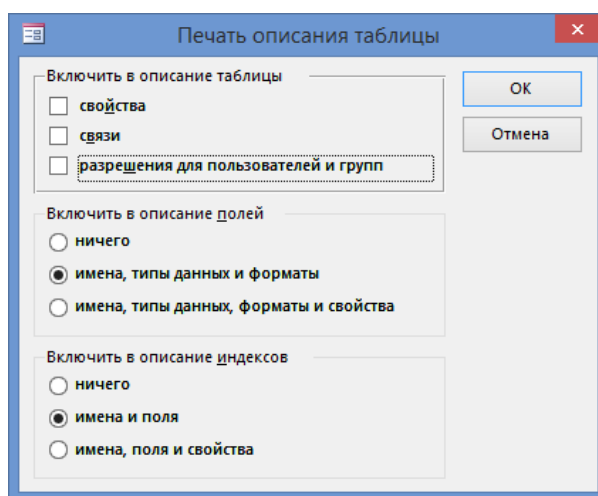 Печать описания таблицы
Включить в описание таблицы
свойства
связи
разрешения для пользователей и групп
ОК
Отмена
Включить в описание полей
ничего
имена, типы данных и форматы
имена, типы данных, форматы и свойства
Включить в описание индексов
ничего
имена и поля
имена, поля и свойства